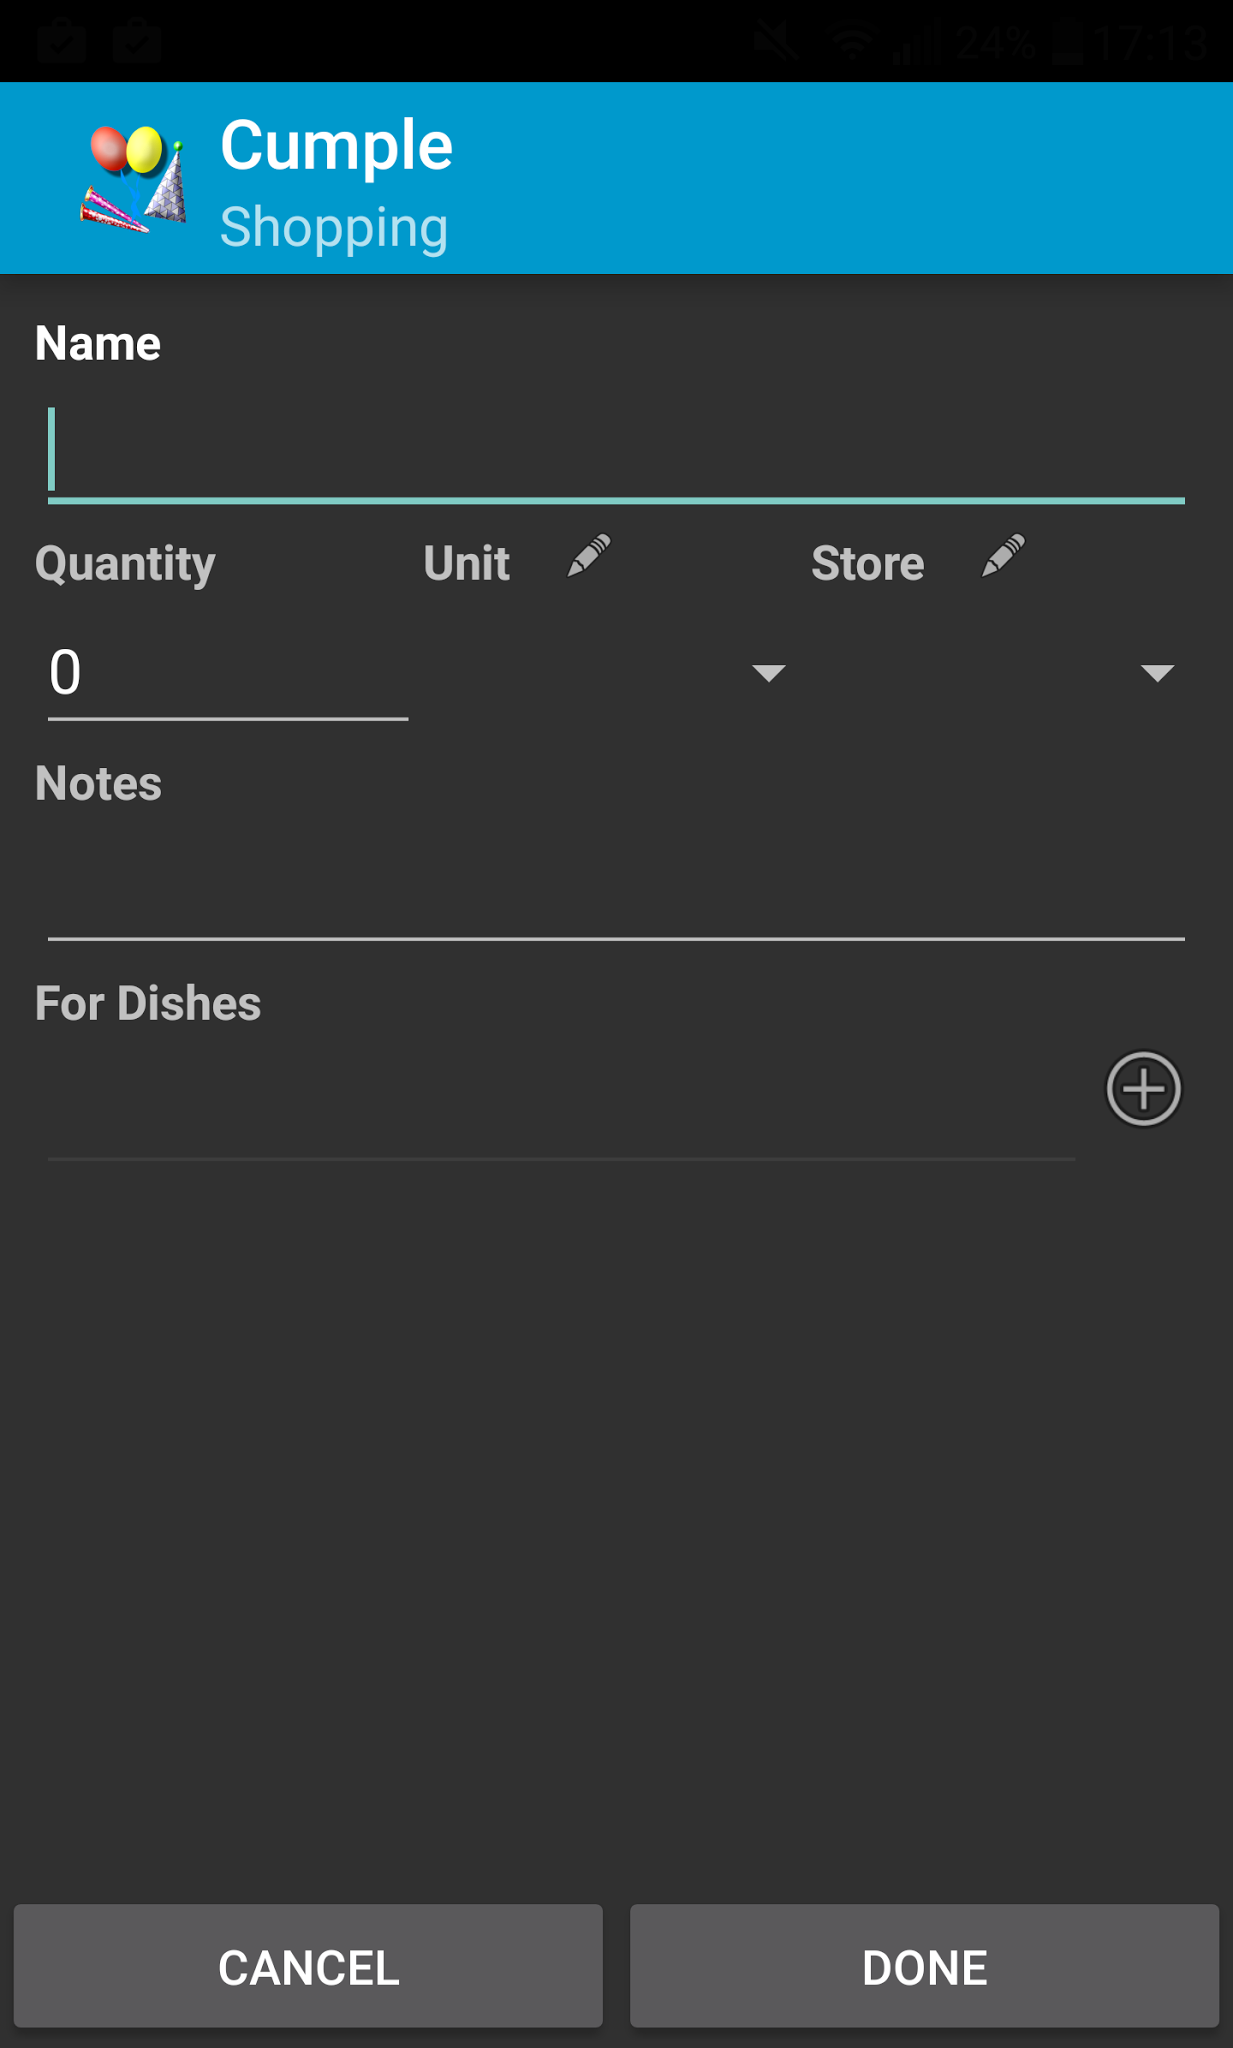 24% 17:13
Cumple
Shopping
Name
Quantity Unit Store
0
Notes
For Dishes
CANCEL DONE